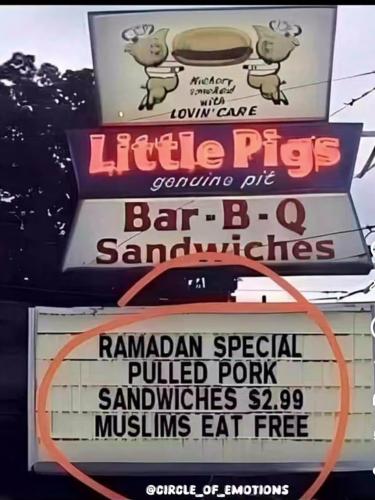 Hickory
smoked
with
LOVIN' CARE
Little Pigs
genuine pit
Bar-B-Q
Sandwiches
RAMADAN SPECIAL
PULLED PORK
SANDWICHES $2.99
MUSLIMS EAT FREE
@CIRCLE_OF_EMOTIONS